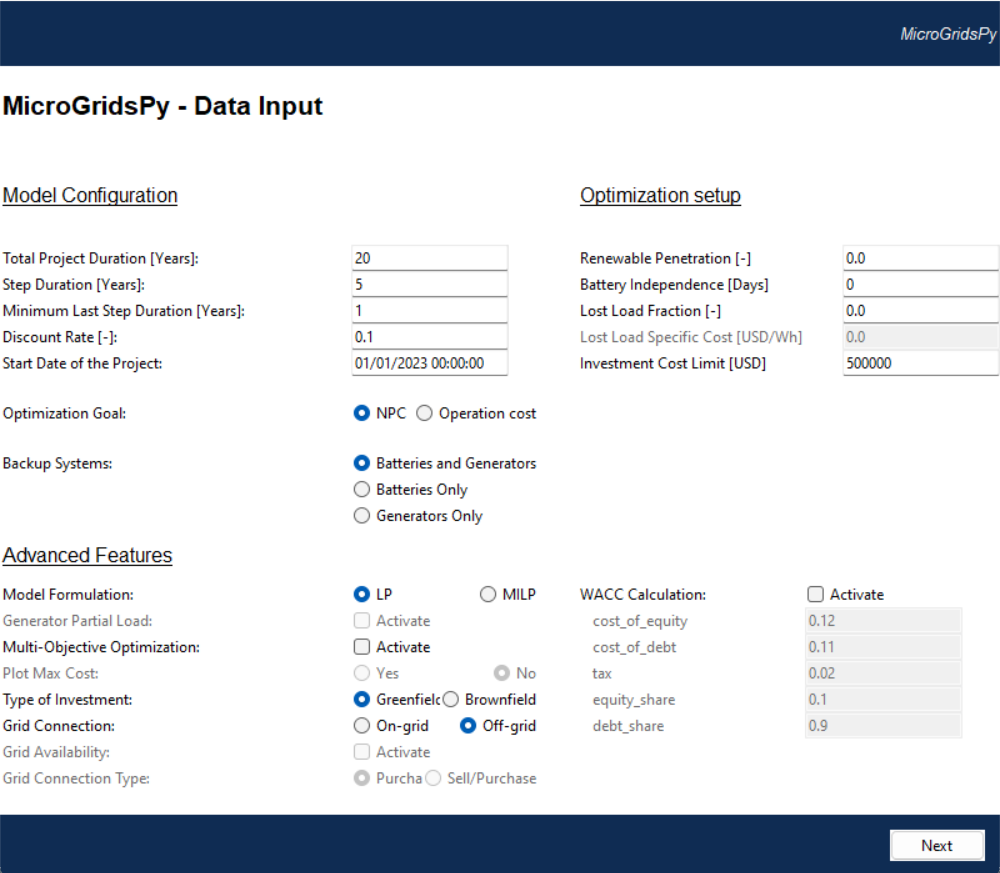 MicroGridsPy
MicroGridsPy - Data Input
Model Configuration
Optimization setup
Total Project Duration [Years]: 20
Renewable Penetration [-] 0.0
Step Duration [Years]: 5
Battery Independence [Days] 0
Minimum Last Step Duration [Years]: 1
Lost Load Fraction [-] 0.0
Discount Rate [-]: 0.1
Lost Load Specific Cost [USD/Wh] 0.0
Start Date of the Project: 01/01/2023 00:00:00
Investment Cost Limit [USD] 500000
Optimization Goal: NPC Operation cost
Backup Systems: Batteries and Generators
Batteries Only
Generators Only
Advanced Features
Model Formulation: LP MILP
WACC Calculation: Activate
Generator Partial Load: Activate
cost_of_equity 0.12
Multi-Objective Optimization: Activate
cost_of_debt 0.11
Plot Max Cost: Yes No
tax 0.02
Type of Investment: Greenfielc Brownfield
equity_share 0.1
Grid Connection: On-grid Off-grid
debt_share 0.9
Grid Availability: Activate
Grid Connection Type: Purcha Sell/Purchase
Next